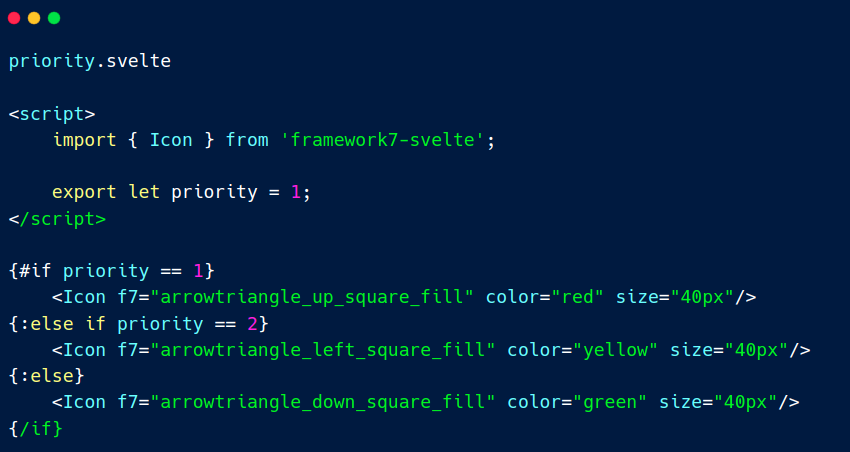 priority.svelte
<script>
import { Icon } from 'framework7-svelte';
export let priority = 1;
</script>
{#if priority == 1}
<Icon f7="arrowtriangle_up_square_fill" color="red" size="40px"/>
{:else if priority == 2}
<Icon f7="arrowtriangle_left_square_fill" color="yellow" size="40px"/>
{:else}
<Icon f7="arrowtriangle_down_square_fill" color="green" size="40px"/>
{/if}